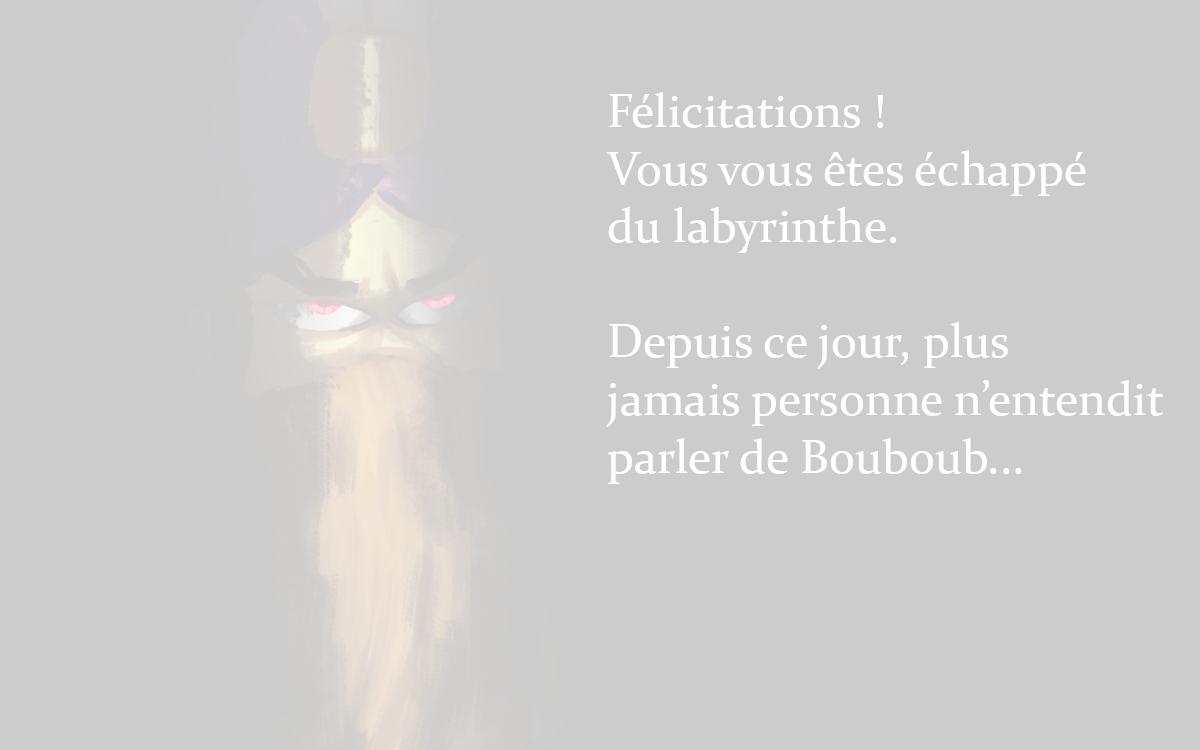 Félicitations !
Vous vous êtes échappé
du labyrinthe.
Depuis ce jour, plus
jamais personne n’entendit
parler de Bouboub...